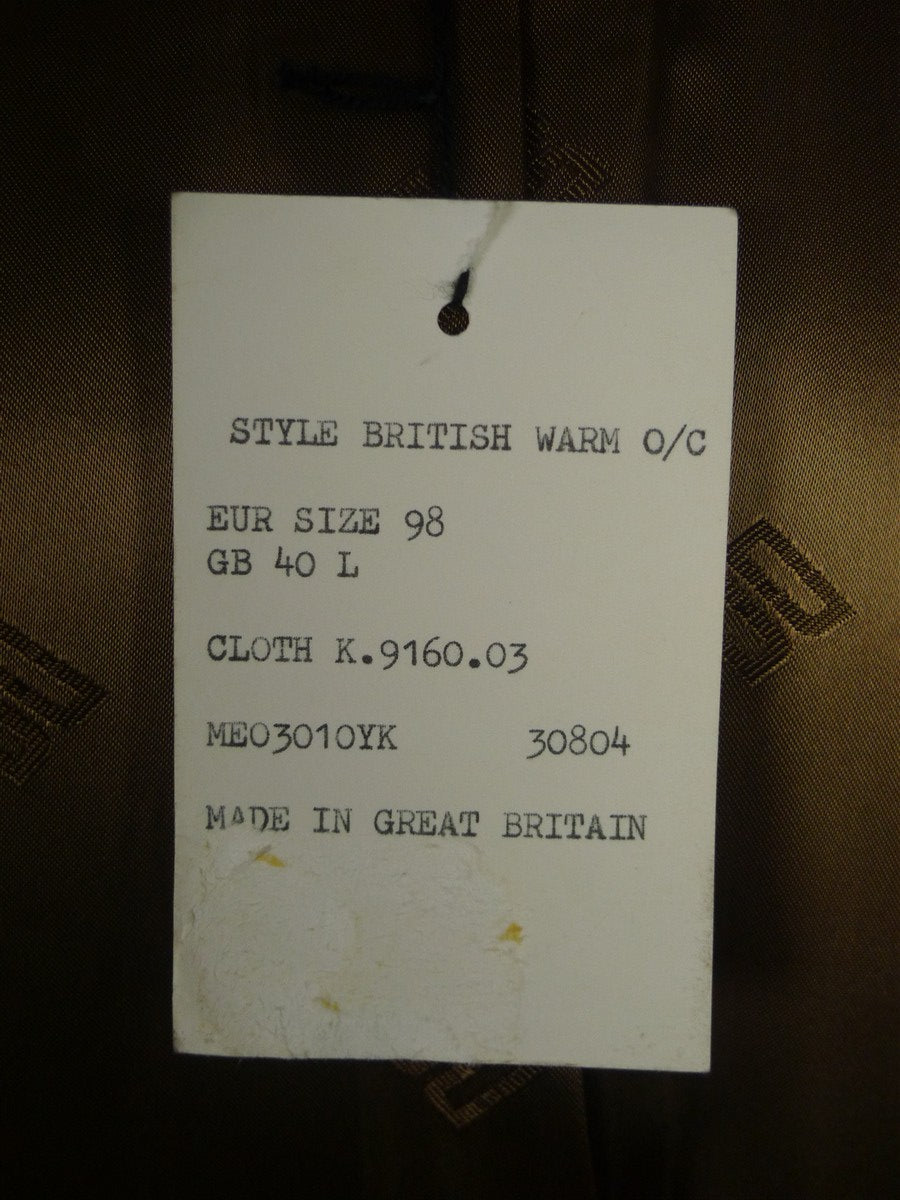 STYLE BRITISH WARM O/C
EUR SIZE 98
GB 40 L
CLOTH K.9160.03
ME03010YK 30804
MADE IN GREAT BRITAIN